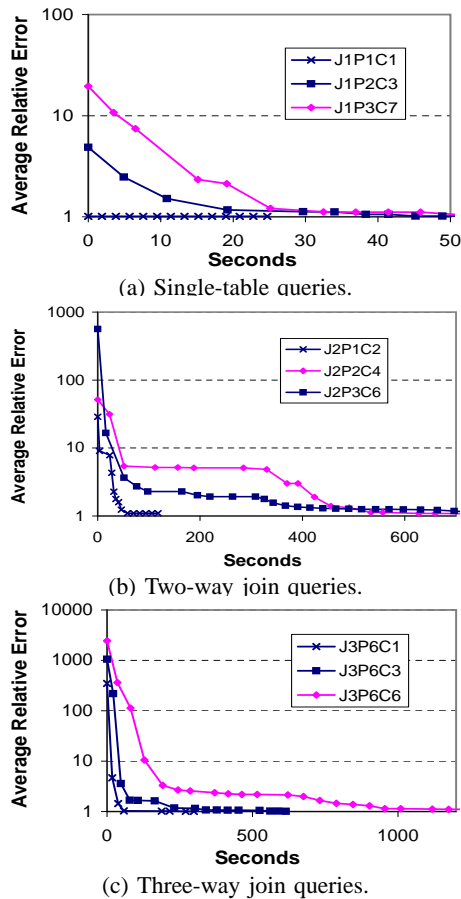 100
10
1
Average Relative Error
J1P1C1
J1P2C3
J1P3C7
0 10 20 30 40 50
Seconds
(a) Single-table queries.
1000
100
10
1
Average Relative Error
J2P1C2
J2P2C4
J2P3C6
0 200 400 600
Seconds
(b) Two-way join queries.
10000
1000
100
10
1
Average Relative Error
J3P6C1
J3P6C3
J3P6C6
0 500 1000
Seconds
(c) Three-way join queries.